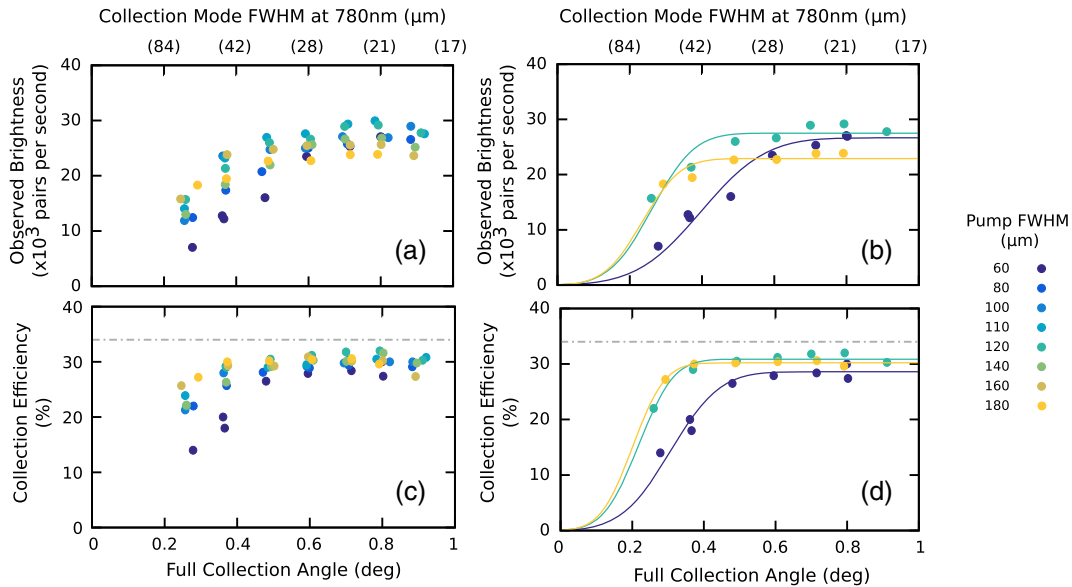 Collection Mode FWHM at 780nm (µm)
(84) (42) (28) (21) (17)
Observed Brightness
(x10³ pairs per second)
40
30
20
10
0
(a)
Collection Mode FWHM at 780nm (µm)
(84) (42) (28) (21) (17)
Observed Brightness
(x10³ pairs per second)
40
30
20
10
0
(b)
Collection Efficiency
(%)
40
30
20
10
0
(c)
0 0.2 0.4 0.6 0.8 1
Full Collection Angle (deg)
Collection Efficiency
(%)
40
30
20
10
0
(d)
0 0.2 0.4 0.6 0.8 1
Full Collection Angle (deg)
Pump FWHM
(µm)
60
80
100
110
120
140
160
180